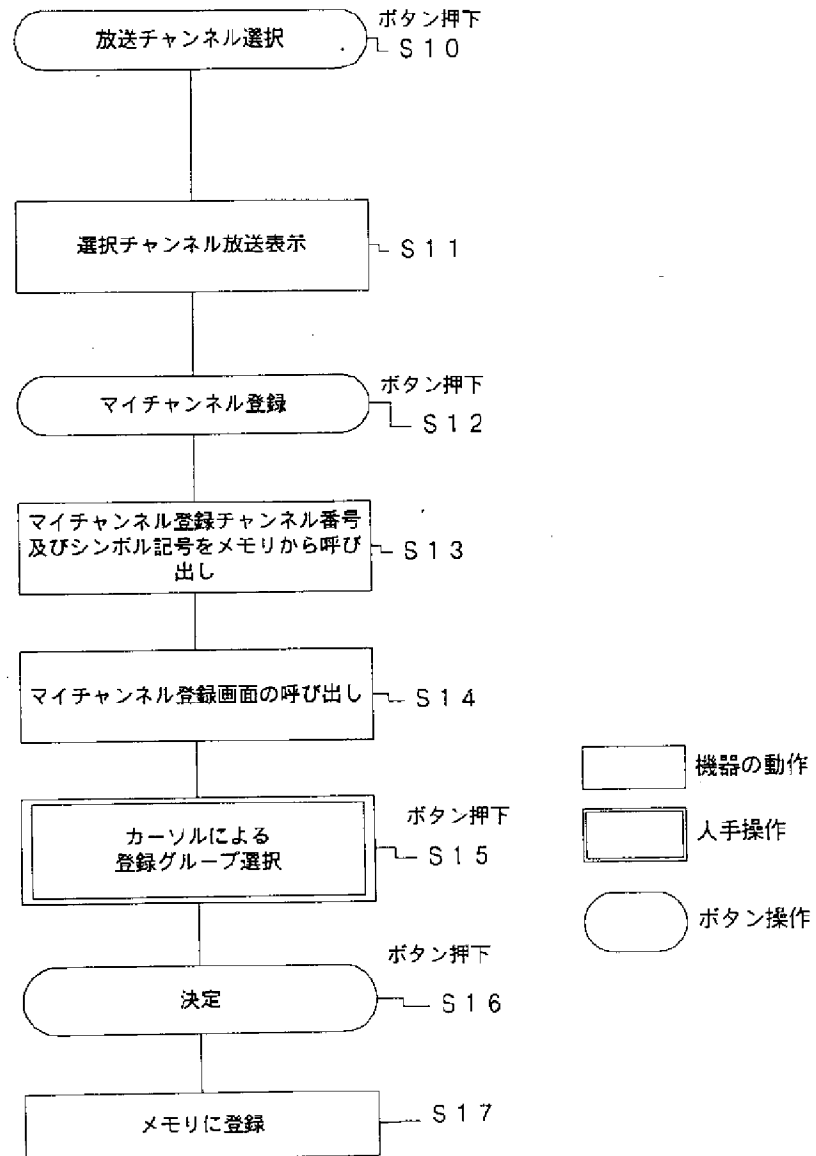 ボタン押下
放送チャンネル選択
S10
選択チャンネル放送表示
S11
ボタン押下
マイチャンネル登録
S12
マイチャンネル登録チャンネル番号
及びシンボル記号をメモリから呼び
出し
S13
マイチャンネル登録画面の呼び出し
S14
ボタン押下
カーソルによる
登録グループ選択
S15
ボタン押下
決定
S16
メモリに登録
S17
機器の動作
人手操作
ボタン操作